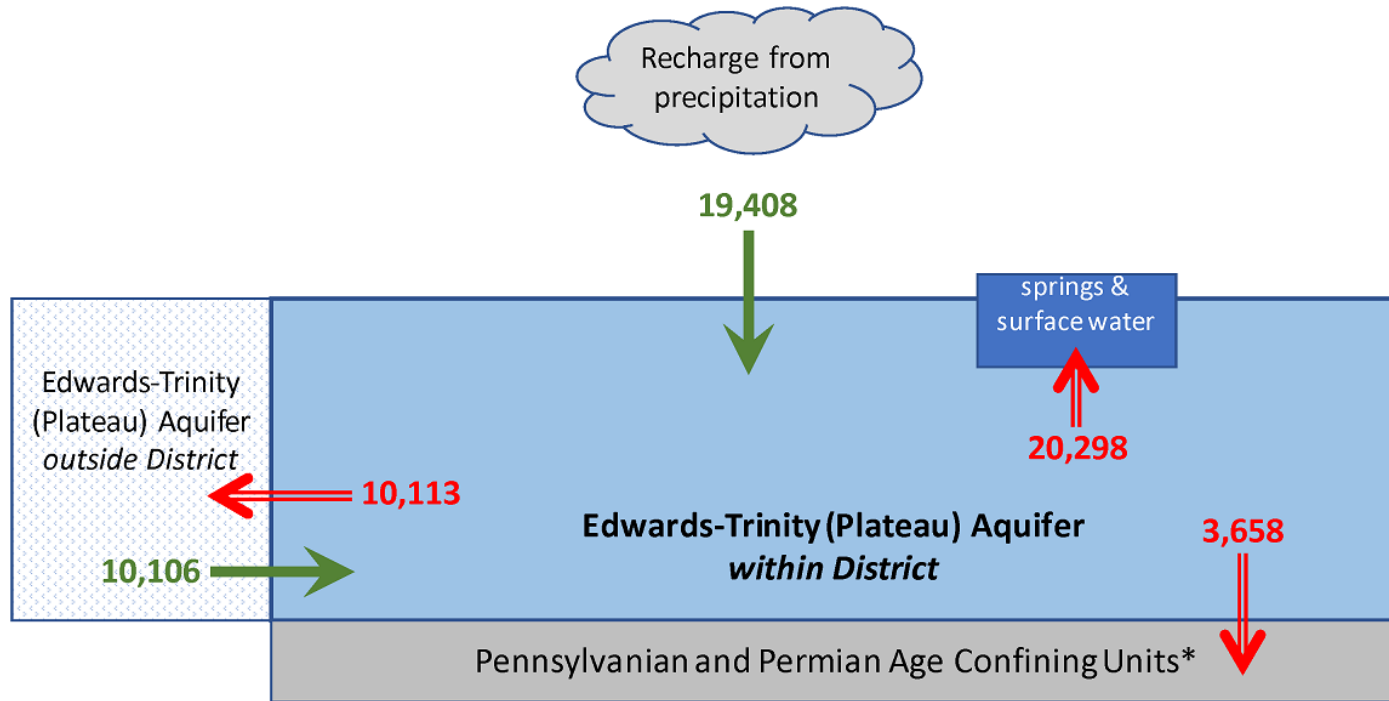 Recharge from
precipitation
19,408
springs &
surface water
Edwards-Trinity
(Plateau) Aquifer
outside District
20,298
10,113
Edwards-Trinity (Plateau) Aquifer
within District
3,658
10,106
Pennsylvanian and Permian Age Confining Units*